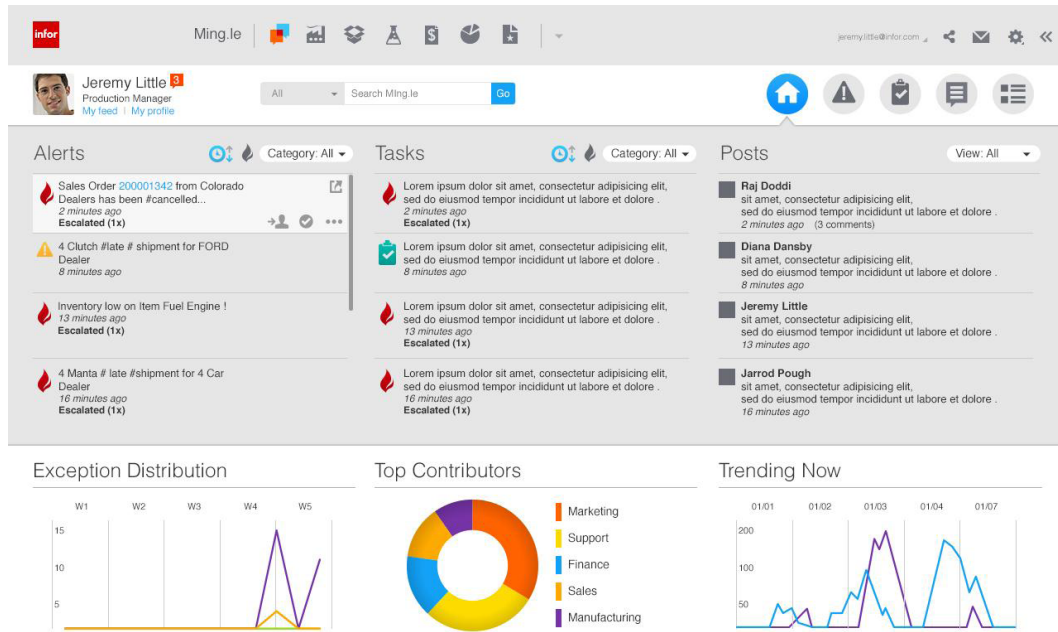 infor
Ming.le
jeremy.little@infor.com
Jeremy Little 3
Production Manager
My feed | My profile
All
Search MIng.le
Go
Alerts
Category: All
Sales Order 200001342 from Colorado
Dealers has been #cancelled...
2 minutes ago
Escalated (1x)
4 Clutch #late # shipment for FORD
Dealer
8 minutes ago
Inventory low on Item Fuel Engine !
13 minutes ago
Escalated (1x)
4 Manta # late #shipment for 4 Car
Dealer
16 minutes ago
Escalated (1x)
Tasks
Category: All
Lorem ipsum dolor sit amet, consectetur adipisicing elit,
sed do eiusmod tempor incididunt ut labore et dolore .
2 minutes ago
Escalated (1x)
Lorem ipsum dolor sit amet, consectetur adipisicing elit,
sed do eiusmod tempor incididunt ut labore et dolore .
8 minutes ago
Lorem ipsum dolor sit amet, consectetur adipisicing elit,
sed do eiusmod tempor incididunt ut labore et dolore .
13 minutes ago
Escalated (1x)
Lorem ipsum dolor sit amet, consectetur adipisicing elit,
sed do eiusmod tempor incididunt ut labore et dolore .
16 minutes ago
Escalated (1x)
Posts
View: All
Raj Doddi
sit amet, consectetur adipisicing elit,
sed do eiusmod tempor incididunt ut labore et dolore .
2 minutes ago (3 comments)
Diana Dansby
sit amet, consectetur adipisicing elit,
sed do eiusmod tempor incididunt ut labore et dolore .
8 minutes ago
Jeremy Little
sit amet, consectetur adipisicing elit,
sed do eiusmod tempor incididunt ut labore et dolore .
13 minutes ago
Jarrod Pough
sit amet, consectetur adipisicing elit,
sed do eiusmod tempor incididunt ut labore et dolore .
16 minutes ago
Exception Distribution
W1 W2 W3 W4 W5
15
10
5
Top Contributors
Marketing
Support
Finance
Sales
Manufacturing
Trending Now
01/01 01/02 01/03 01/04 01/07
200
100
50